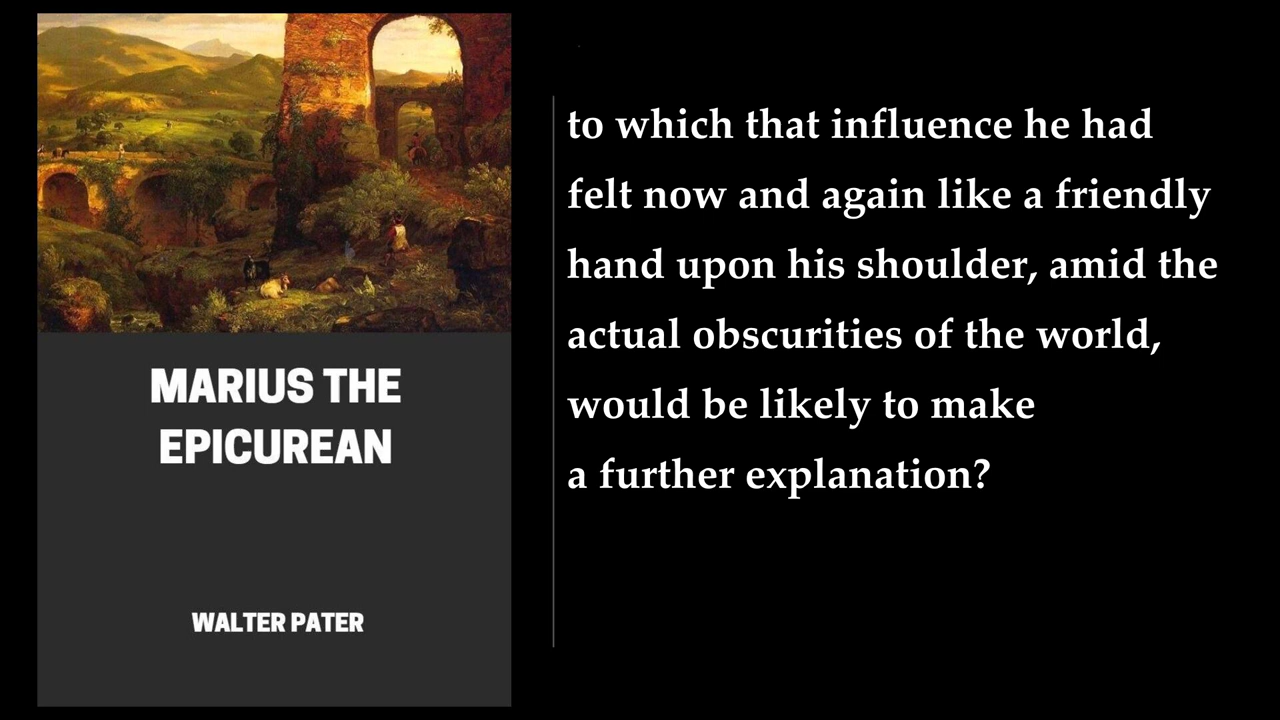 MARIUS THE
EPICUREAN
WALTER PATER
to which that influence he had
felt now and again like a friendly
hand upon his shoulder, amid the
actual obscurities of the world,
would be likely to make
a further explanation?